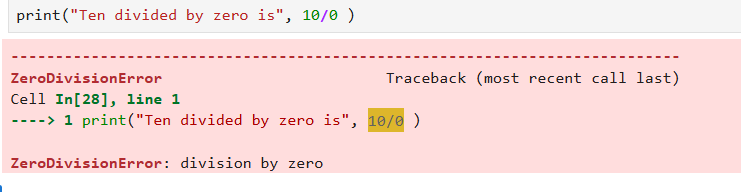 print("Ten divided by zero is", 10/0 )
---------------------------------------------------------------------------
ZeroDivisionError                         Traceback (most recent call last)
Cell In[28], line 1
----> 1 print("Ten divided by zero is", 10/0 )
ZeroDivisionError: division by zero